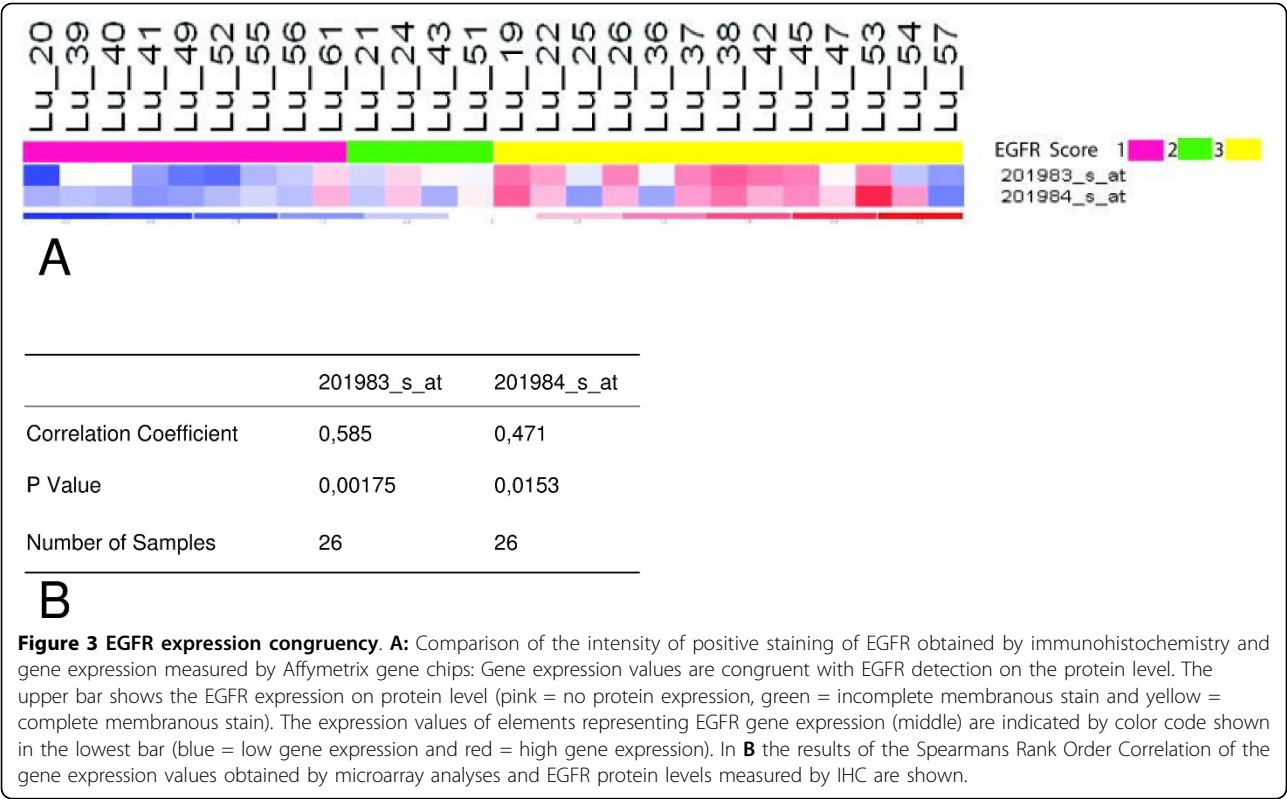 Lu_20 Lu_39 Lu_40 Lu_41 Lu_49 Lu_52 Lu_55 Lu_56 Lu_61 Lu_21 Lu_24 Lu_43 Lu_51 Lu_19 Lu_22 Lu_25 Lu_26 Lu_36 Lu_37 Lu_38 Lu_42 Lu_45 Lu_47 Lu_53 Lu_54 Lu_57
EGFR Score 1 2 3
201983_s_at
201984_s_at
A
201983_s_at 201984_s_at
Correlation Coefficient 0,585 0,471
P Value 0,00175 0,0153
Number of Samples 26 26
B
Figure 3 EGFR expression congruency. A: Comparison of the intensity of positive staining of EGFR obtained by immunohistochemistry and
gene expression measured by Affymetrix gene chips: Gene expression values are congruent with EGFR detection on the protein level. The
upper bar shows the EGFR expression on protein level (pink = no protein expression, green = incomplete membranous stain and yellow =
complete membranous stain). The expression values of elements representing EGFR gene expression (middle) are indicated by color code shown
in the lowest bar (blue = low gene expression and red = high gene expression). In B the results of the Spearmans Rank Order Correlation of the
gene expression values obtained by microarray analyses and EGFR protein levels measured by IHC are shown.